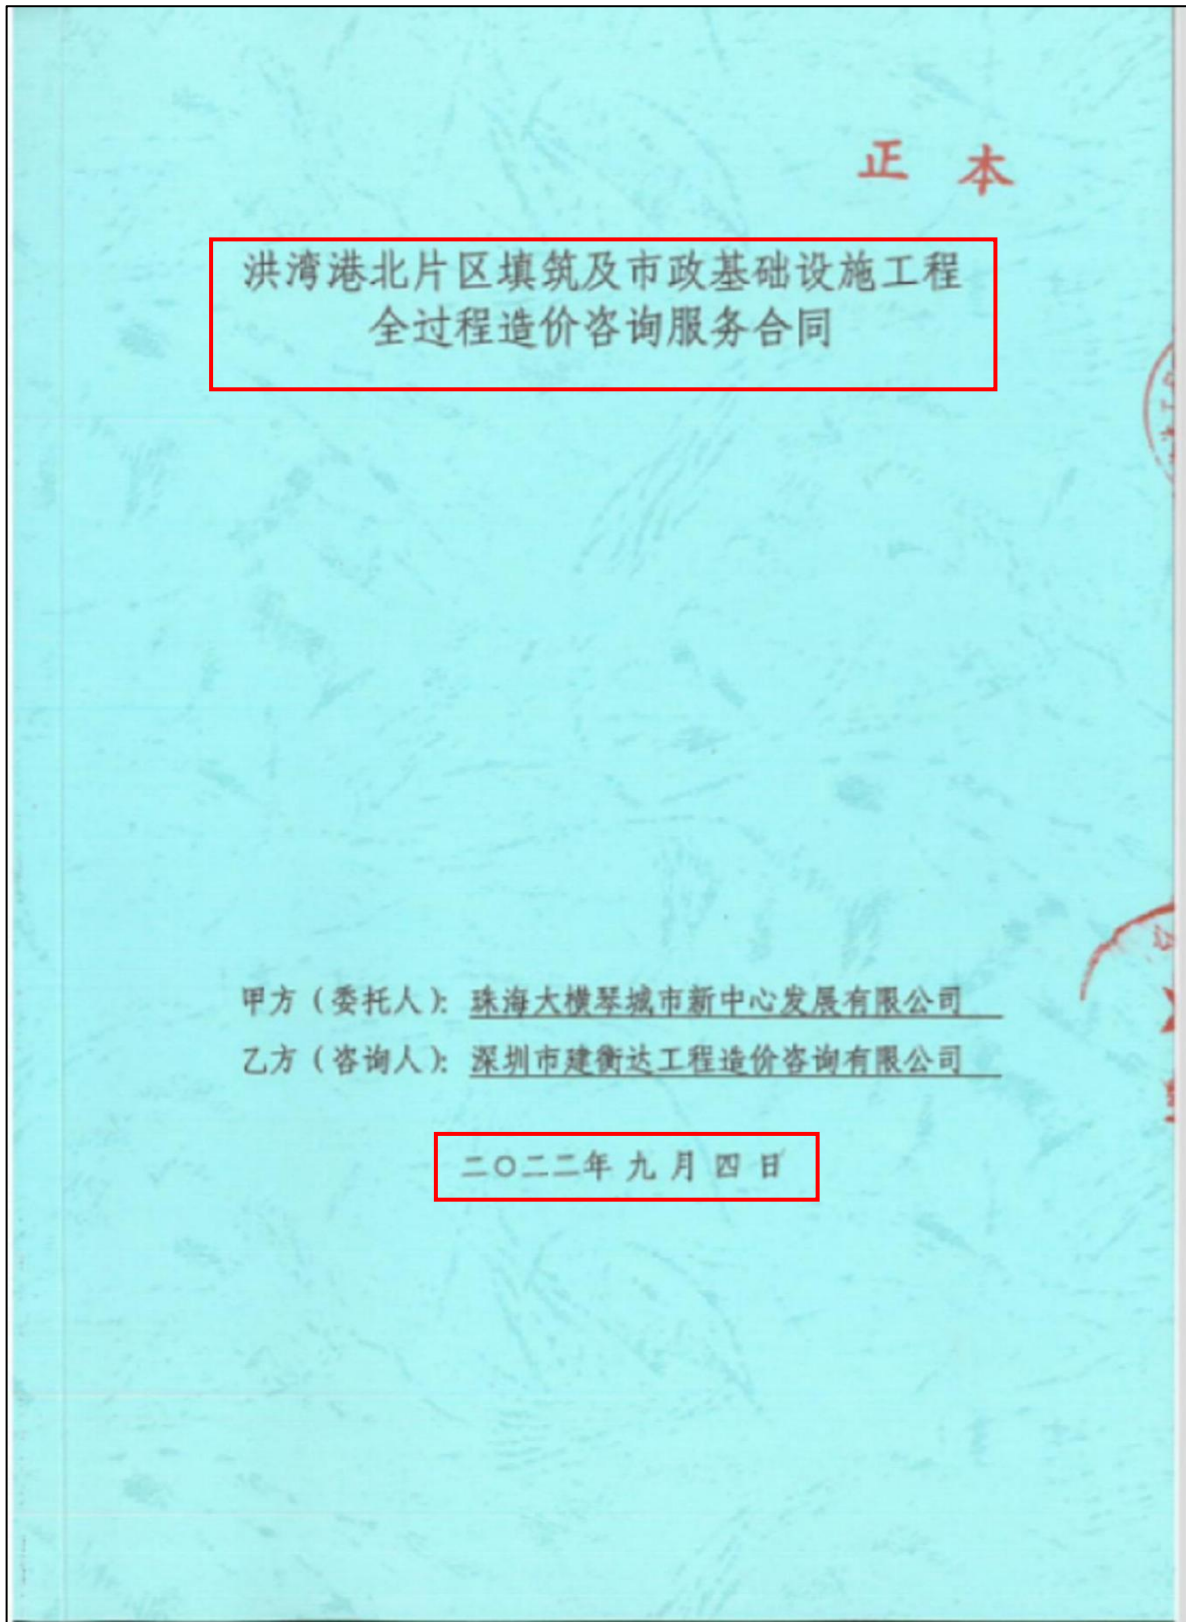 正 本
洪湾港北片区填筑及市政基础设施工程
全过程造价咨询服务合同
甲方（委托人）：珠海大横琴城市新中心发展有限公司
乙方（咨询人）：深圳市建衡达工程造价咨询有限公司
二〇二二年 九 月 四 日